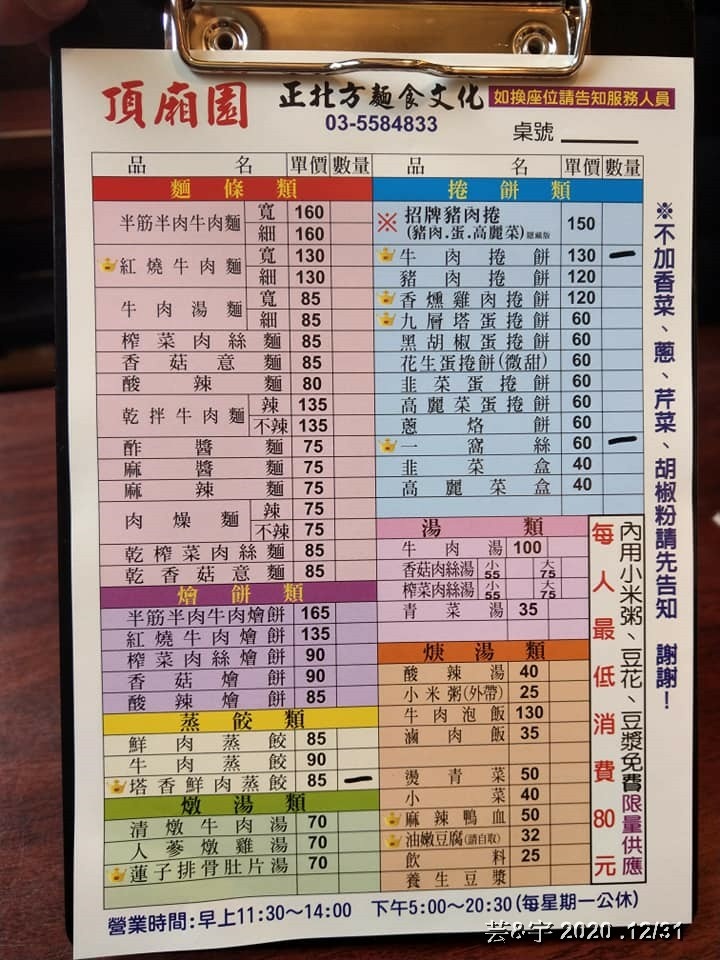 頂廂園 正北方麵食文化 如換座位請告知服務人員
03-5584833
桌號
品名 單價 數量
麵條類
半筋半肉牛肉麵 寬 160
細 160
紅燒牛肉麵 寬 130
細 130
牛肉湯麵 寬 85
細 85
榨菜肉絲麵 85
香菇意麵 85
酸辣麵 80
乾拌牛肉麵 辣 135
不辣 135
酢醬麵 75
麻醬麵 75
麻辣麵 75
肉燥麵 辣 75
不辣 75
乾榨菜肉絲麵 85
乾香菇意麵 85
燴餅類
半筋半肉牛肉燴餅 165
紅燒牛肉燴餅 135
榨菜肉絲燴餅 90
香菇燴餅 90
酸辣燴餅 85
蒸餃類
鮮肉蒸餃 85
牛肉蒸餃 90
塔香鮮肉蒸餃 85 一
燉湯類
清燉牛肉湯 70
人蔘燉雞湯 70
蓮子排骨肚片湯 70
品名 單價 數量
捲餅類
※招牌豬肉捲 150
(豬肉.蛋.高麗菜)隱藏版
牛肉捲餅 130 一
豬肉捲餅 120
香燻雞肉捲餅 120
九層塔蛋捲餅 60
黑胡椒蛋捲餅 60
花生蛋捲餅(微甜) 60
韭菜蛋捲餅 60
高麗菜蛋捲餅 60
蔥烙餅 60
一窩絲 60 一
韭菜盒 40
高麗菜盒 40
湯類
牛肉湯 100
香菇肉絲湯 小55 大75
榨菜肉絲湯 小55 大75
青菜湯 35
焿湯類
酸辣湯 40
小米粥(外帶) 25
牛肉泡飯 130
滷肉飯 35
燙青菜 50
小菜 40
麻辣鴨血 50
油嫩豆腐(請自取) 32
飲料 25
養生豆漿
內用小米粥、豆花、豆漿免費限量供應
每人最低消費80元
※不加香菜、蔥、芹菜、胡椒粉請先告知 謝謝！
營業時間:早上11:30～14:00 下午5:00～20:30(每星期一公休)
芸&宇 2020 .12/31